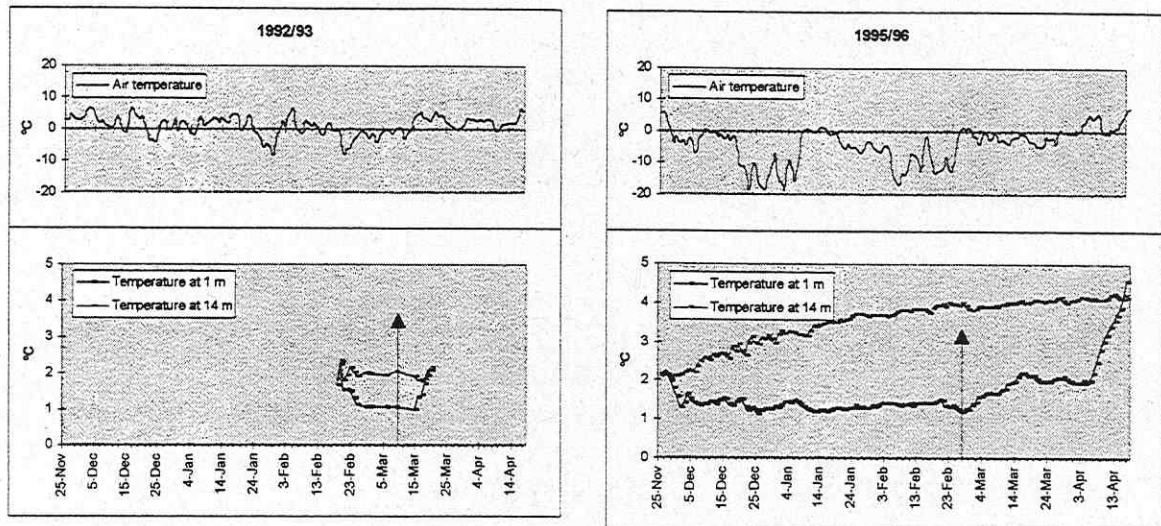 1992/93
20
10
0
-10
-20
°C
Air temperature
5
4
3
2
1
0
°C
Temperature at 1 m
Temperature at 14 m
25-Nov
5-Dec
15-Dec
25-Dec
4-Jan
14-Jan
24-Jan
3-Feb
13-Feb
23-Feb
5-Mar
15-Mar
25-Mar
4-Apr
14-Apr
1995/96
20
10
0
-10
-20
°C
Air temperature
5
4
3
2
1
0
°C
Temperature at 1 m
Temperature at 14 m
25-Nov
5-Dec
15-Dec
25-Dec
4-Jan
14-Jan
24-Jan
3-Feb
13-Feb
23-Feb
4-Mar
14-Mar
24-Mar
3-Apr
13-Apr